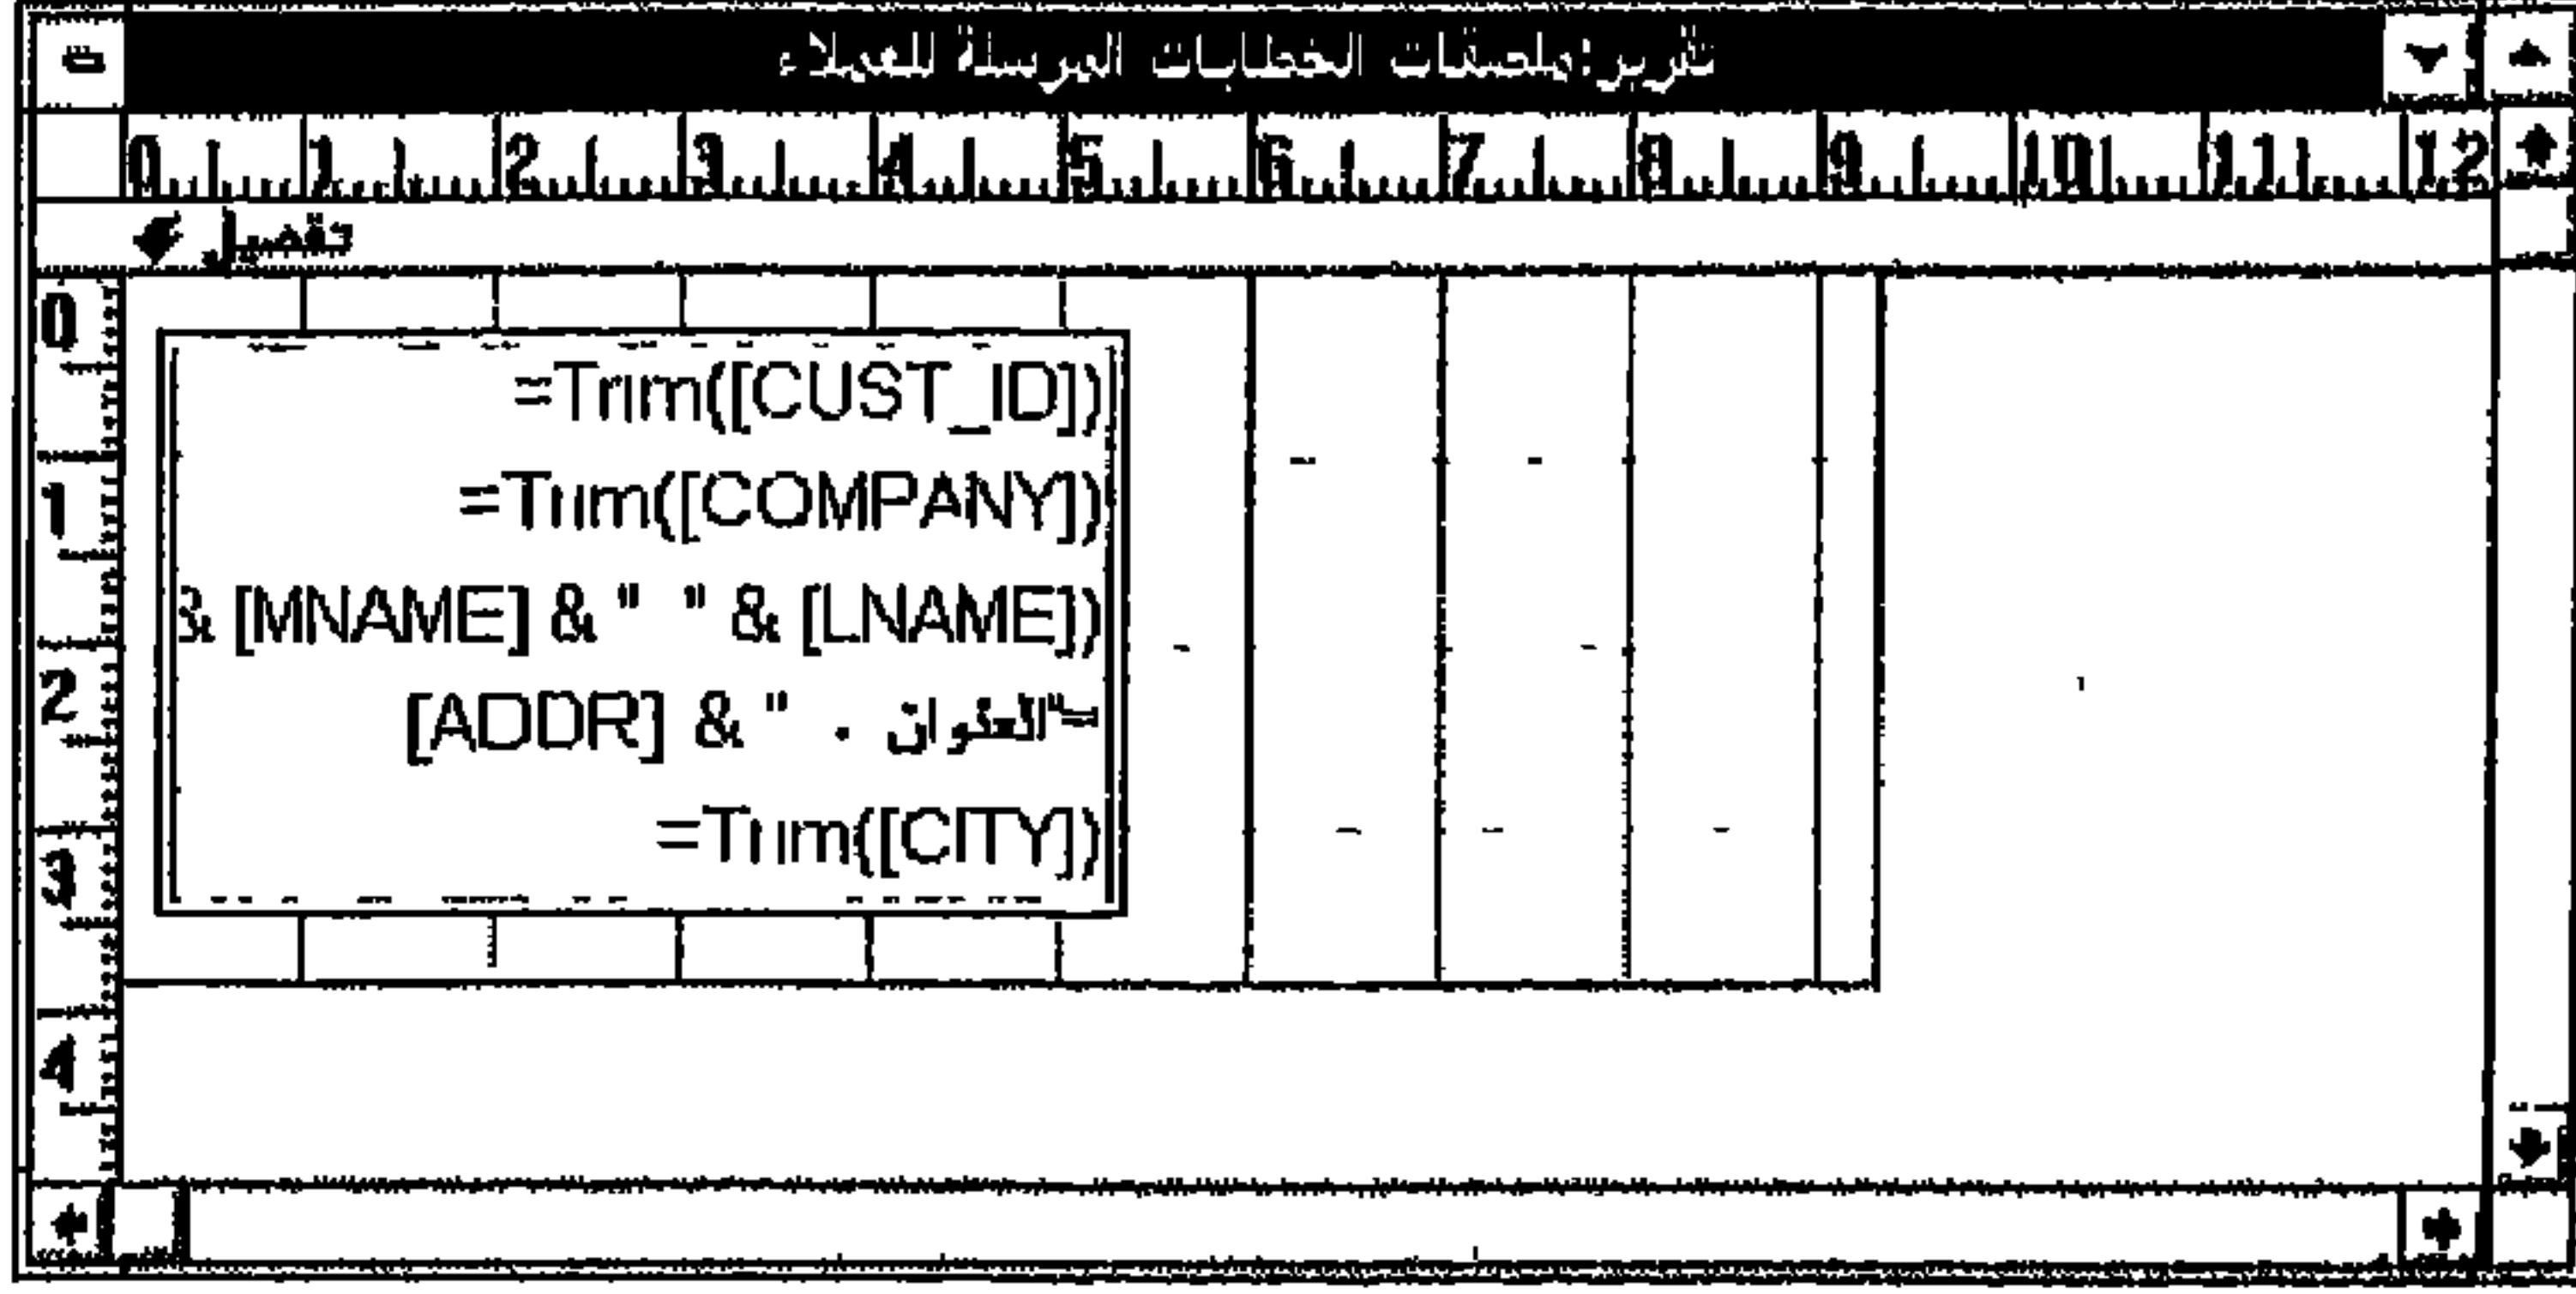 تقرير:ملصقات الخطابات المرسلة للعملاء
0 1 2 3 4 5 6 7 8 9 10 11 12
تفصيل
0
=Trim([CUST_ID])
1
=Trim([COMPANY])
& [MNAME] & " " & [LNAME])
2
="العنوان . " & [ADDR]
=Trim([CITY])
3
4